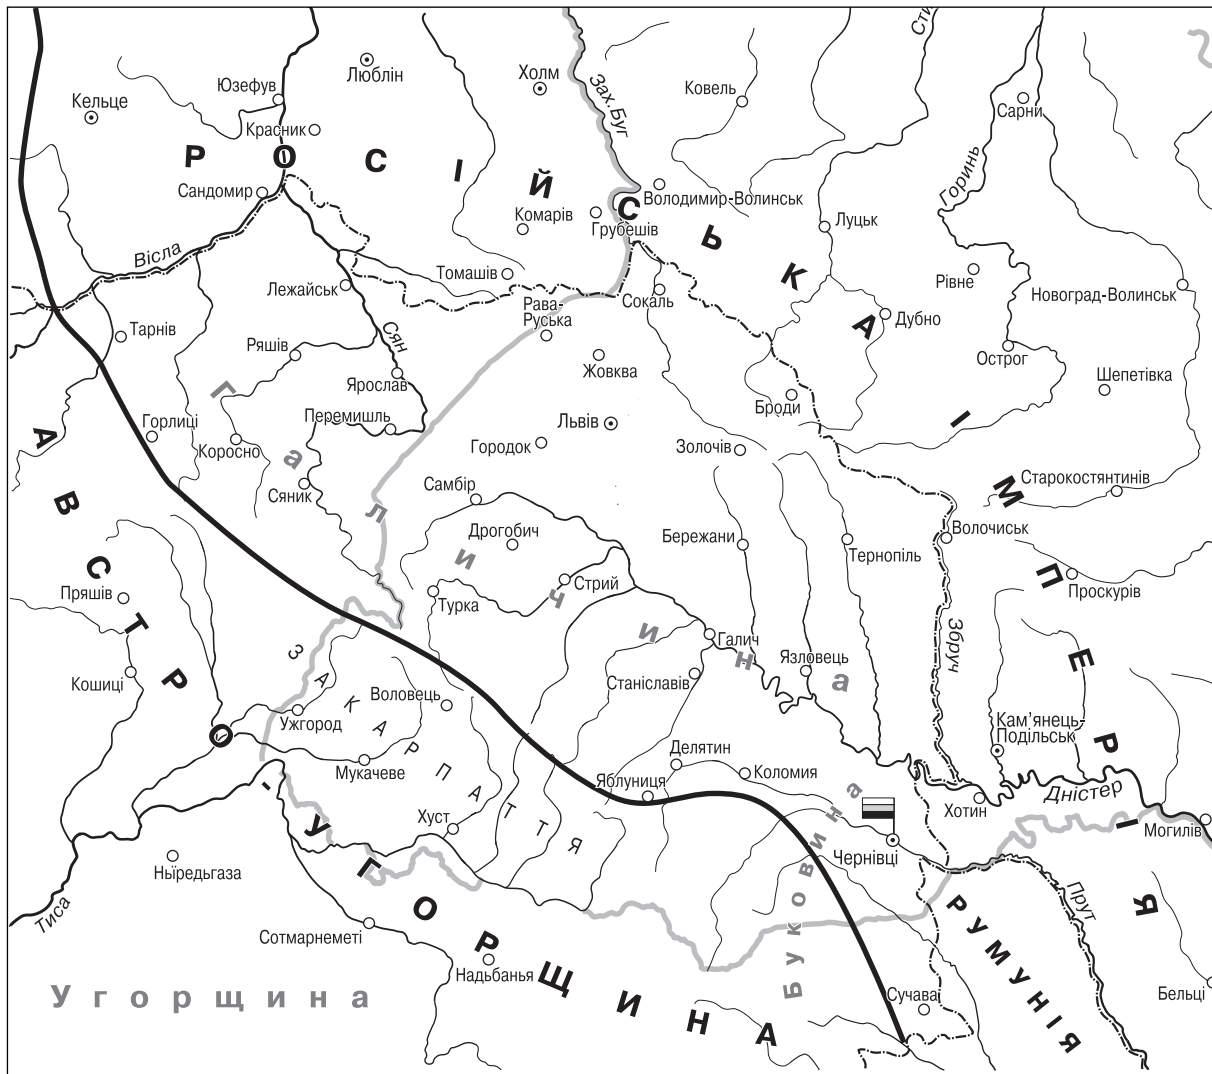 Люблін
Холм
Зах.Буг
Ковель
Сти
Сарни
Юзефув
Кельце
Красник
Горинь
РОСІЙСЬКА ІМПЕРІЯ
Сандомир
Володимир-Волинськ
Комарів
Грубешів
Луцьк
Вісла
Томашів
Лежайськ
Сокаль
Рівне
Новоград-Волинськ
Рава-
Руська
Дубно
Тарнів
Сян
Ряшів
Жовква
Острог
Ярослав
Шепетівка
Броди
Перемишль
Горлиці
Львів
Коросно
Городок
Золочів
Галичина
Сяник
Самбір
Старокостянтинів
АВСТРО-УГОРЩИНА
Дрогобич
Бережани
Тернопіль
Волочиськ
Пряшів
Стрий
Турка
Проскурів
Збруч
Галич
Язловець
ЗАКАРПАТТЯ
Кошиці
Воловець
Станіславів
Ужгород
Кам’янець-
Подільськ
Мукачеве
Делятин
Яблуниця
Коломия
Дністер
Хотин
Хуст
Могилів
Чернівці
Ньїредьгаза
Буковина
Прут
Тиса
РУМУНІЯ
Сотмарнеметі
Надьбанья
Угорщина
Сучава
Бельці